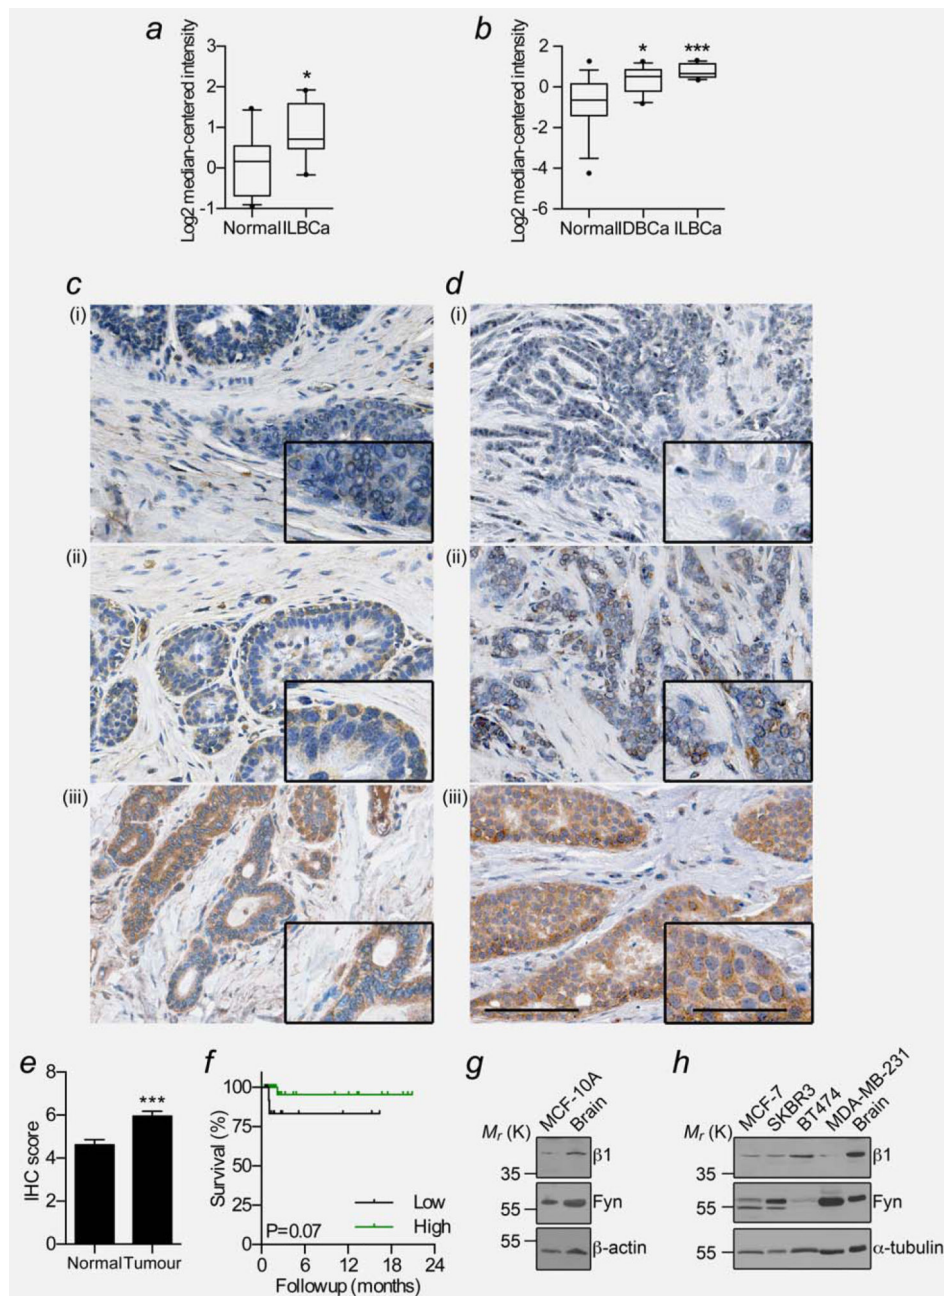 a
b
Log2 median-centered intensity
3
2
1
0
-1
*
Normal ILBCa
Log2 median-centered intensity
2
0
-2
-4
-6
* ***
Normal IDBCa ILBCa
c
d
(i)
(i)
(ii)
(ii)
(iii)
(iii)
e
f
g
h
IHC score
8
6
4
2
0
***
Normal Tumour
Survival (%)
100
75
50
25
0
Low
High
P=0.07
0 6 12 18 24
Followup (months)
MCF-10A
Brain
Mr (K)
β1
35
55
Fyn
55
β-actin
MCF-7
SKBR3
BT474
MDA-MB-231
Brain
Mr (K)
β1
35
55
Fyn
55
α-tubulin